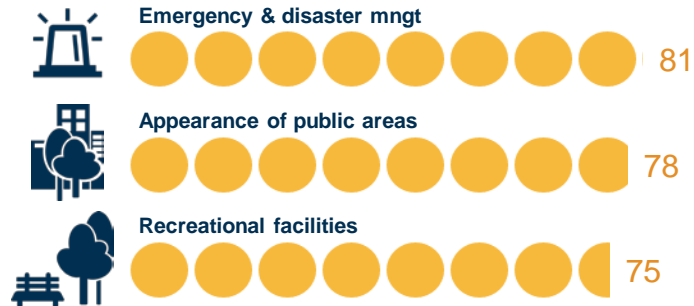 Emergency & disaster mngt
81
Appearance of public areas
78
Recreational facilities
75